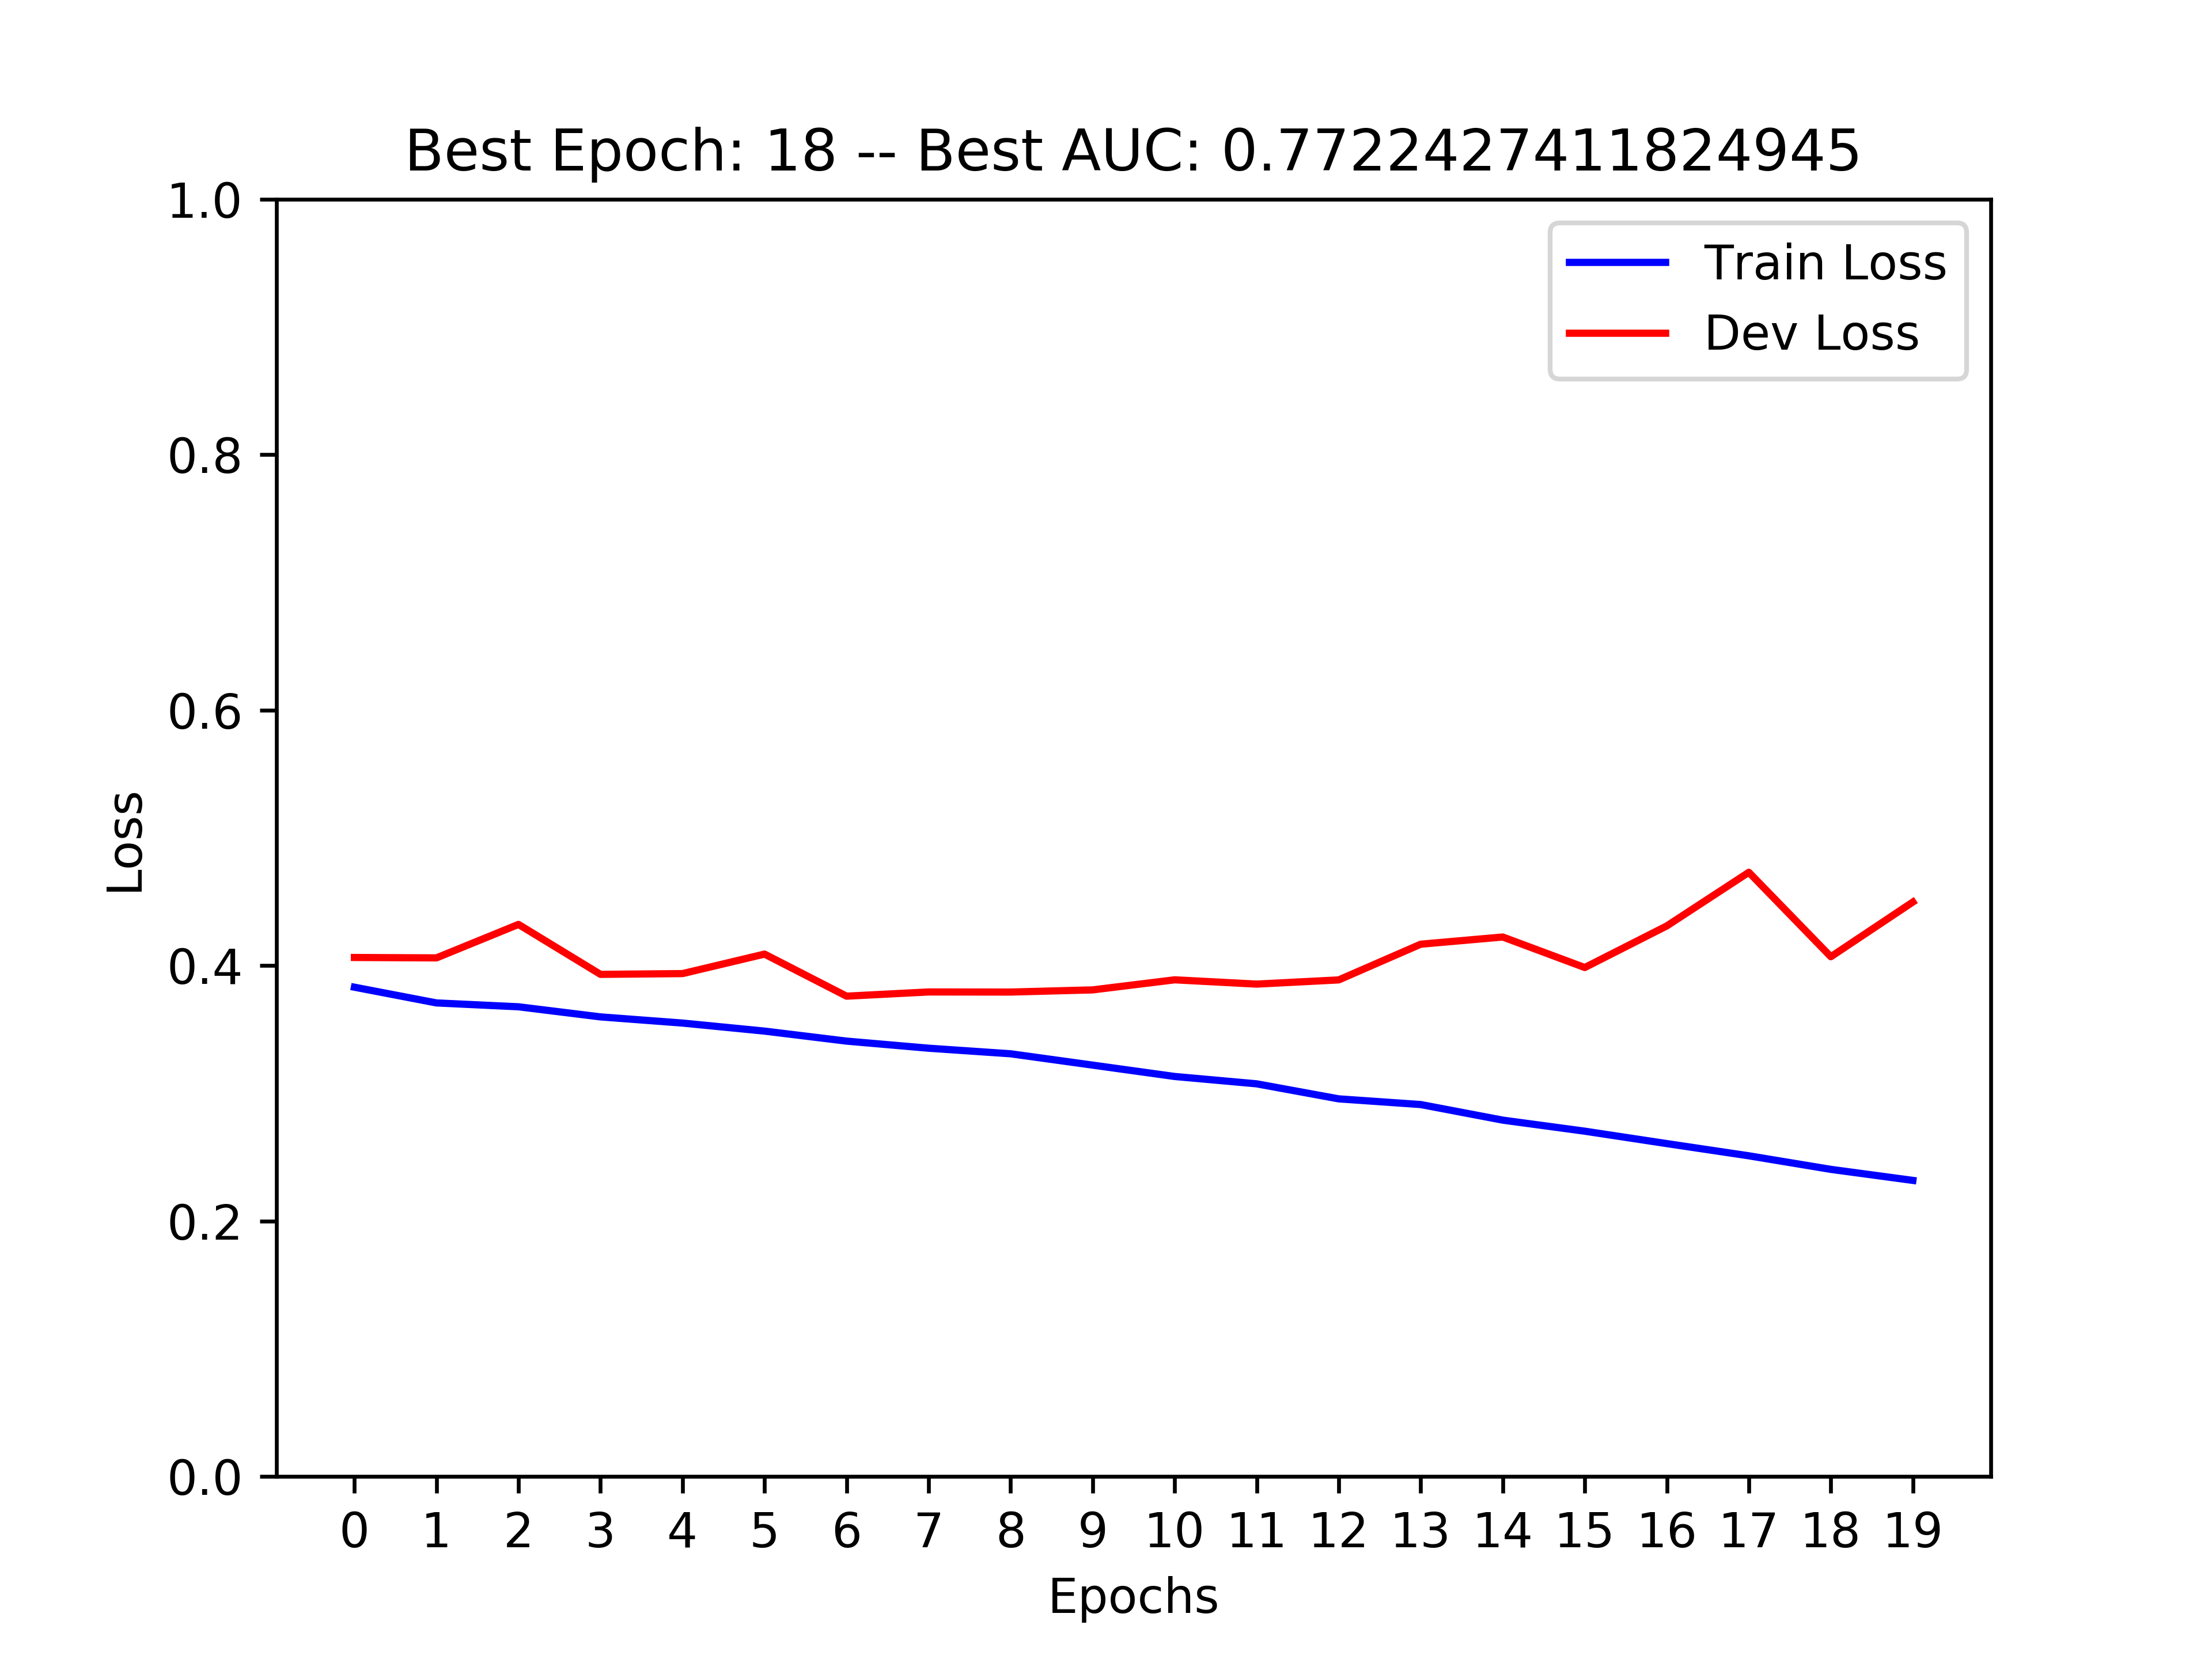 Best Epoch: 18 -- Best AUC: 0.7722427411824945
1.0
0.8
0.6
0.4
0.2
0.0
Loss
Train Loss
Dev Loss
0 1 2 3 4 5 6 7 8 9 10 11 12 13 14 15 16 17 18 19
Epochs